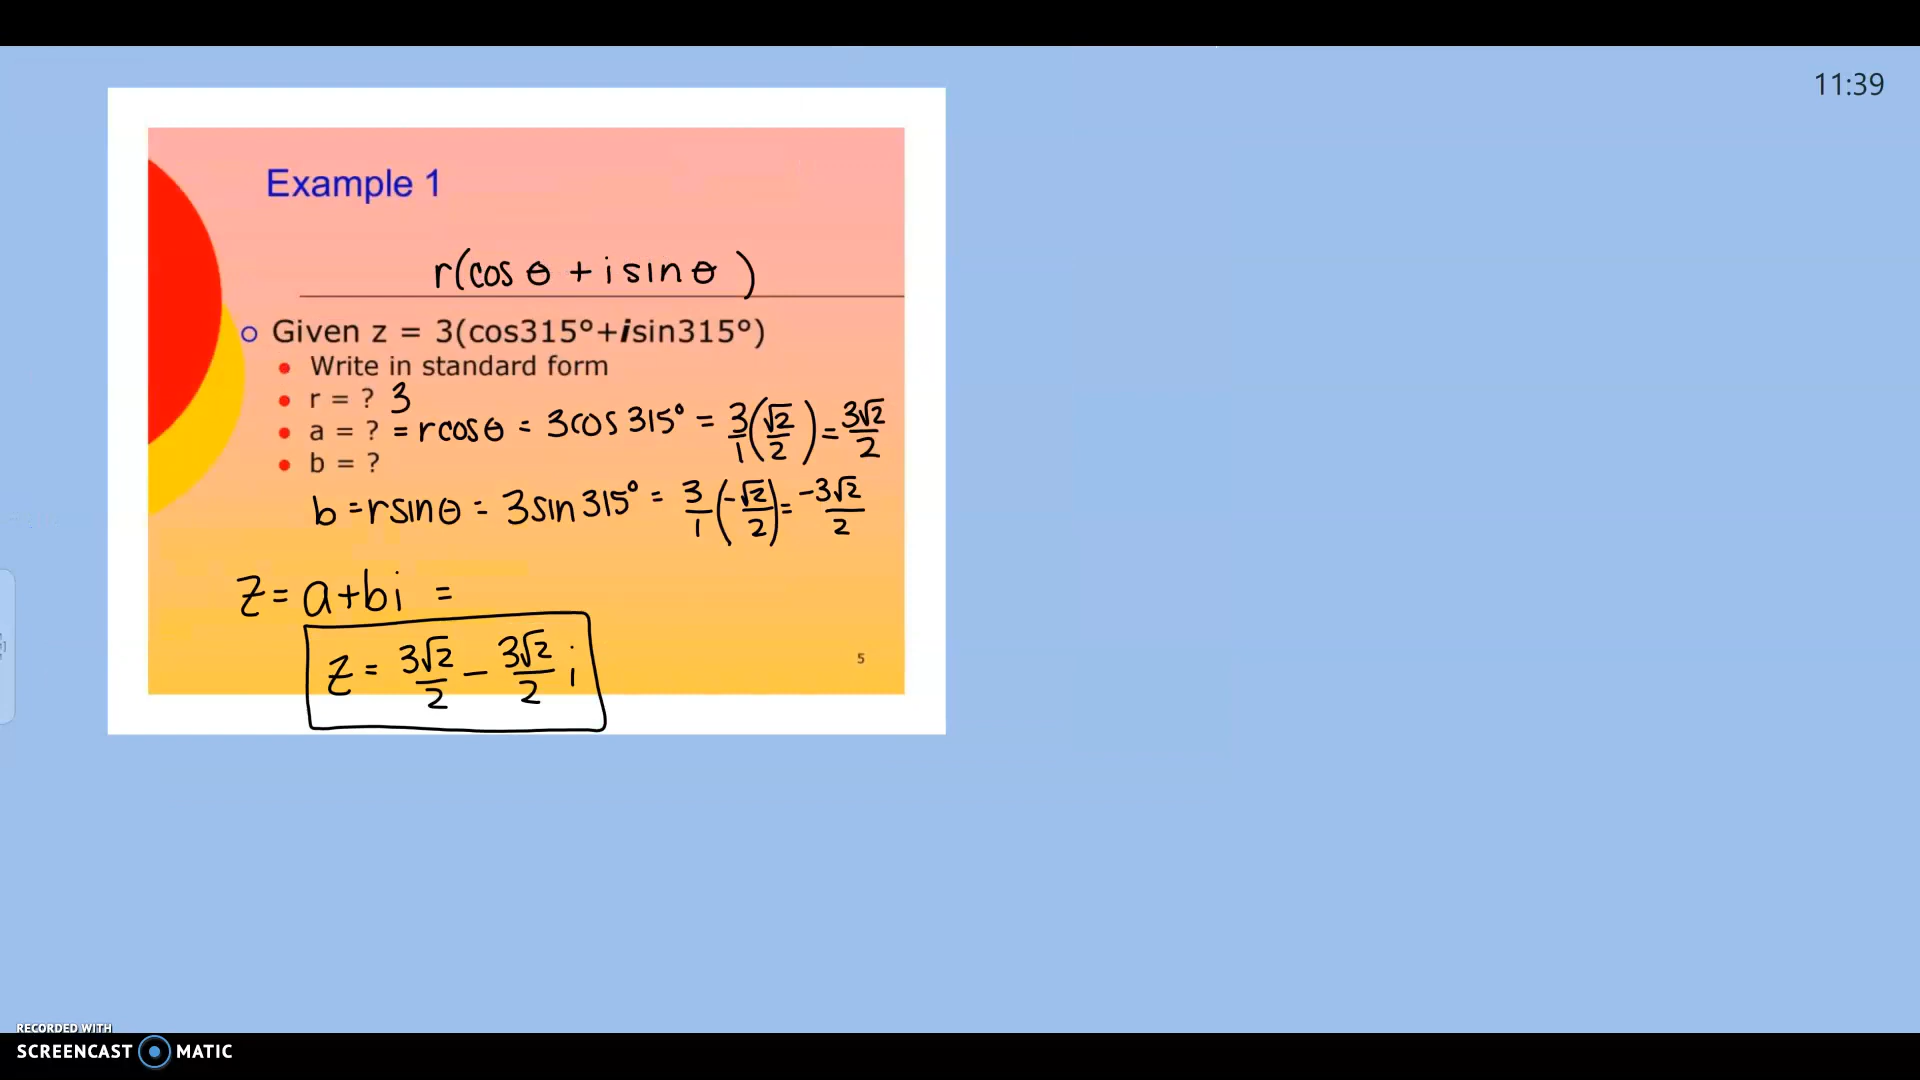 11:39
Example 1
r(cos θ + i sin θ )
Given z = 3(cos315°+isin315°)
Write in standard form
r = ? 3
a = ? = rcosθ = 3cos 315° = 3/1 (√2/2) = 3√2/2
b = ?
b = rsinθ = 3sin 315° = 3/1 (-√2/2) = -3√2/2
z = a+bi =
z = 3√2/2 - 3√2/2 i
5
RECORDED WITH
SCREENCAST MATIC